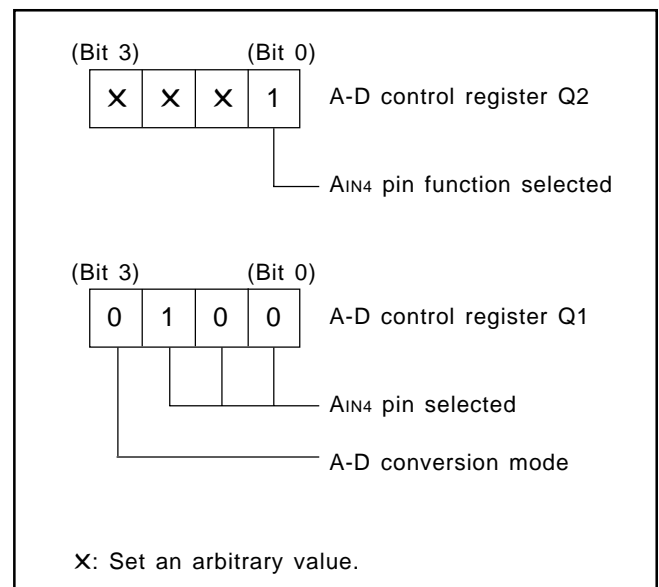 (Bit 3) (Bit 0)
X X X 1 A-D control register Q2
AIN4 pin function selected
(Bit 3) (Bit 0)
0 1 0 0 A-D control register Q1
AIN4 pin selected
A-D conversion mode
X: Set an arbitrary value.